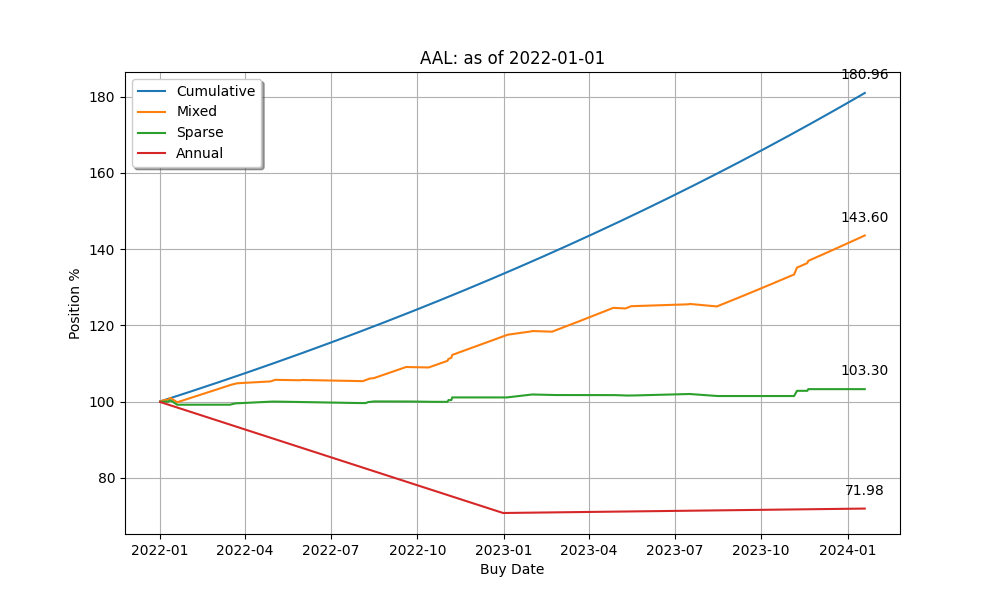 AAL: as of 2022-01-01
180.96
Cumulative
Mixed
Sparse
Annual
143.60
103.30
71.98
180
160
140
120
100
80
Position %
2022-01 2022-04 2022-07 2022-10 2023-01 2023-04 2023-07 2023-10 2024-01
Buy Date